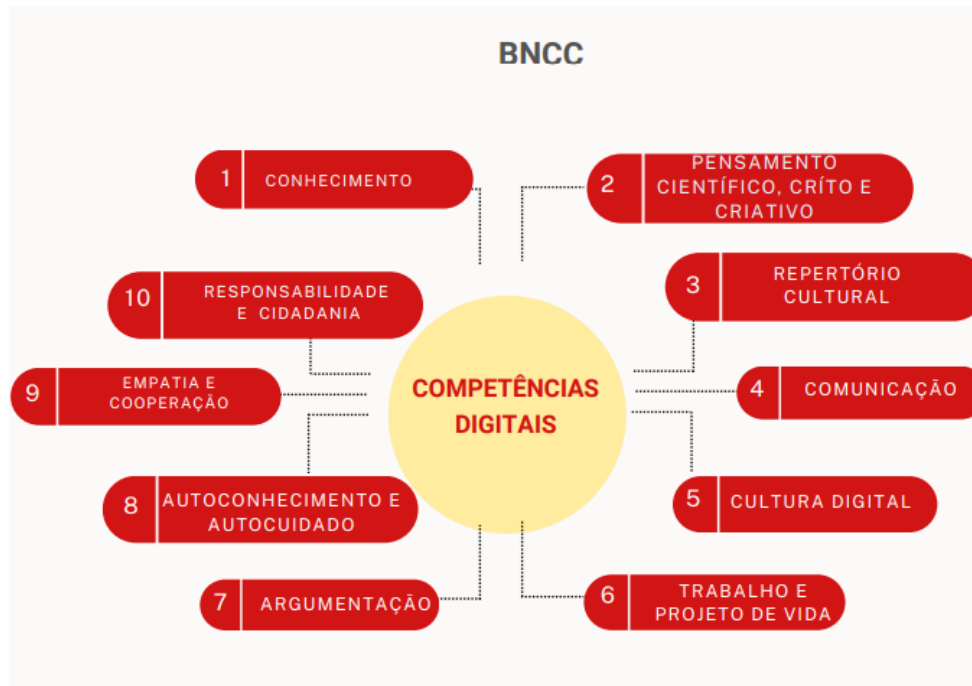 BNCC
1 CONHECIMENTO
2 PENSAMENTO
CIENTÍFICO, CRÍTO E
CRIATIVO
3 REPERTÓRIO
CULTURAL
4 COMUNICAÇÃO
5 CULTURA DIGITAL
6 TRABALHO E
PROJETO DE VIDA
7 ARGUMENTAÇÃO
8 AUTOCONHECIMENTO E
AUTOCUIDADO
9 EMPATIA E
COOPERAÇÃO
10 RESPONSABILIDADE
E CIDADANIA
COMPETÊNCIAS
DIGITAIS